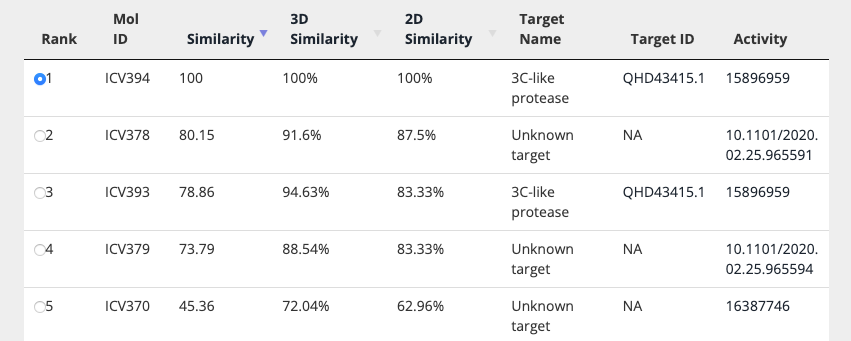 Rank Mol ID Similarity 3D Similarity 2D Similarity Target Name Target ID Activity
1 ICV394 100 100% 100% 3C-like protease QHD43415.1 15896959
2 ICV378 80.15 91.6% 87.5% Unknown target NA 10.1101/2020.02.25.965591
3 ICV393 78.86 94.63% 83.33% 3C-like protease QHD43415.1 15896959
4 ICV379 73.79 88.54% 83.33% Unknown target NA 10.1101/2020.02.25.965594
5 ICV370 45.36 72.04% 62.96% Unknown target NA 16387746